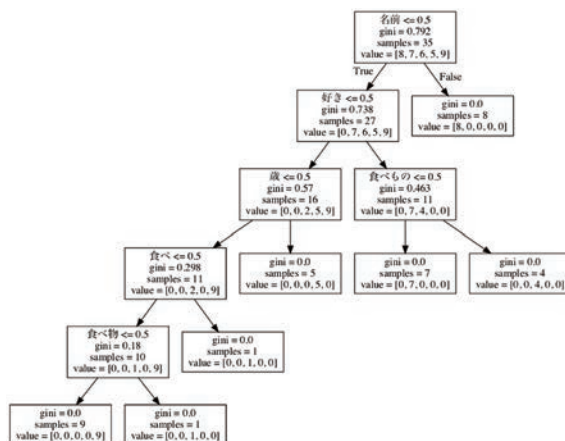 名前 <= 0.5
gini = 0.792
samples = 35
value = [8,7,6,5,9]
True
False
好き <= 0.5
gini = 0.738
samples = 27
value = [0,7,6,5,9]
gini = 0.0
samples = 8
value = [8,0,0,0,0]
歳 <= 0.5
gini = 0.57
samples = 16
value = [0,0,2,5,9]
食べもの <= 0.5
gini = 0.463
samples = 11
value = [0,7,4,0,0]
食べ <= 0.5
gini = 0.298
samples = 11
value = [0,0,2,0,9]
gini = 0.0
samples = 5
value = [0,0,0,5,0]
gini = 0.0
samples = 7
value = [0,7,0,0,0]
gini = 0.0
samples = 4
value = [0,0,4,0,0]
食べ物 <= 0.5
gini = 0.18
samples = 10
value = [0,0,1,0,9]
gini = 0.0
samples = 1
value = [0,0,1,0,0]
gini = 0.0
samples = 9
value = [0,0,0,0,9]
gini = 0.0
samples = 1
value = [0,0,1,0,0]